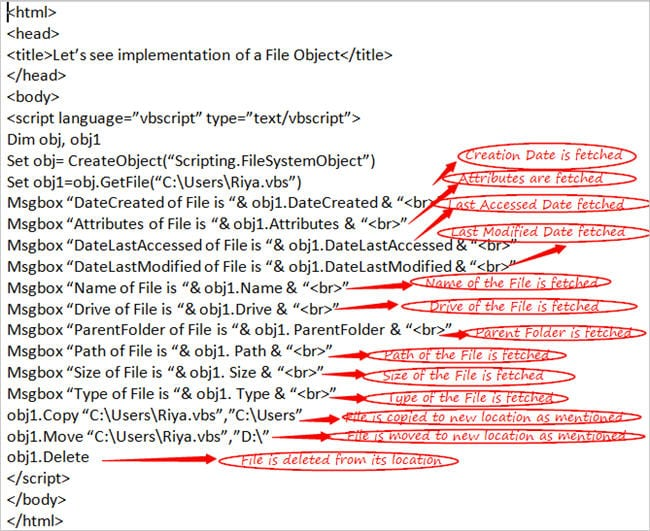 <html>
<head>
<title>Let’s see implementation of a File Object</title>
</head>
<body>
<script language=”vbscript” type=”text/vbscript”>
Dim obj, obj1
Set obj= CreateObject(“Scripting.FileSystemObject”)
Creation Date is fetched
Set obj1=obj.GetFile(“C:\Users\Riya.vbs”)
Attributes are fetched
Msgbox “DateCreated of File is “& obj1.DateCreated & “<br>
Last Accessed Date fetched
Msgbox “Attributes of File is “& obj1.Attributes & “<br>”
Last Modified Date fetched
Msgbox “DateLastAccessed of File is “& obj1.DateLastAccessed & “<br>”
Msgbox “DateLastModified of File is “& obj1.DateLastModified & “<br>”
Msgbox “Name of File is “& obj1.Name & “<br>”
Name of the File is fetched
Msgbox “Drive of File is “& obj1.Drive & “<br>”
Drive of the File is fetched
Msgbox “ParentFolder of File is “& obj1. ParentFolder & “<br>”
Parent Folder is fetched
Msgbox “Path of File is “& obj1. Path & “<br>”
Path of the File is fetched
Msgbox “Size of File is “& obj1. Size & “<br>”
Size of the File is fetched
Msgbox “Type of File is “& obj1. Type & “<br>”
Type of the File is fetched
obj1.Copy “C:\Users\Riya.vbs”,”C:\Users”
File is copied to new location as mentioned
obj1.Move “C:\Users\Riya.vbs”,”D:\”
File is moved to new location as mentioned
obj1.Delete
File is deleted from its location
</script>
</body>
</html>